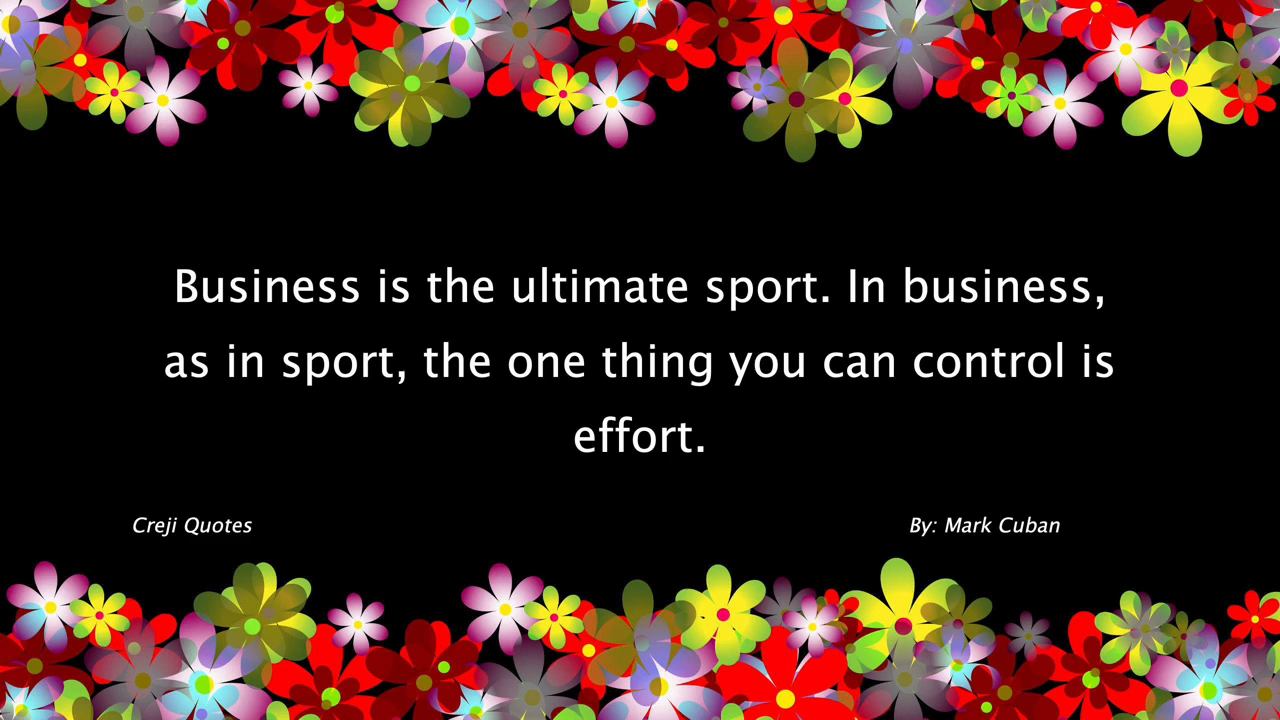 Business is the ultimate sport. In business,
as in sport, the one thing you can control is
effort.
Creji Quotes
By: Mark Cuban